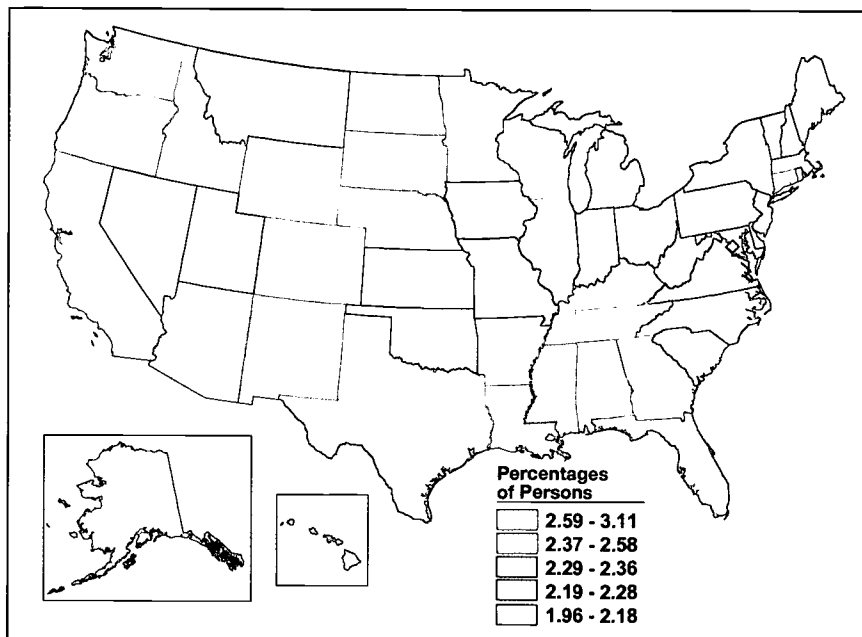 Percentages
of Persons
2.59 - 3.11
2.37 - 2.58
2.29 - 2.36
2.19 - 2.28
1.96 - 2.18